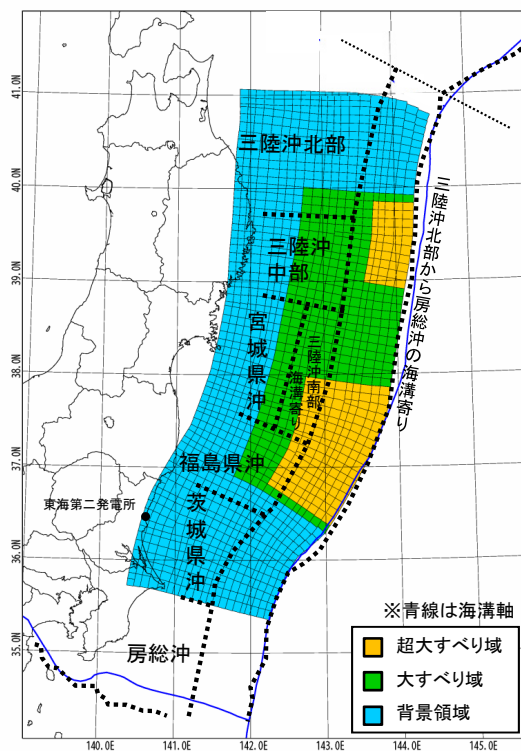 41.0N
40.0N
39.0N
38.0N
37.0N
36.0N
35.0N
三陸沖北部
三陸沖
中部
宮城県沖
三陸沖南部
海溝寄り
三陸沖北部から房総沖の海溝寄り
福島県沖
東海第二発電所
茨城県沖
房総沖
※青線は海溝軸
超大すべり域
大すべり域
背景領域
140.0E
141.0E
142.0E
143.0E
144.0E
145.0E